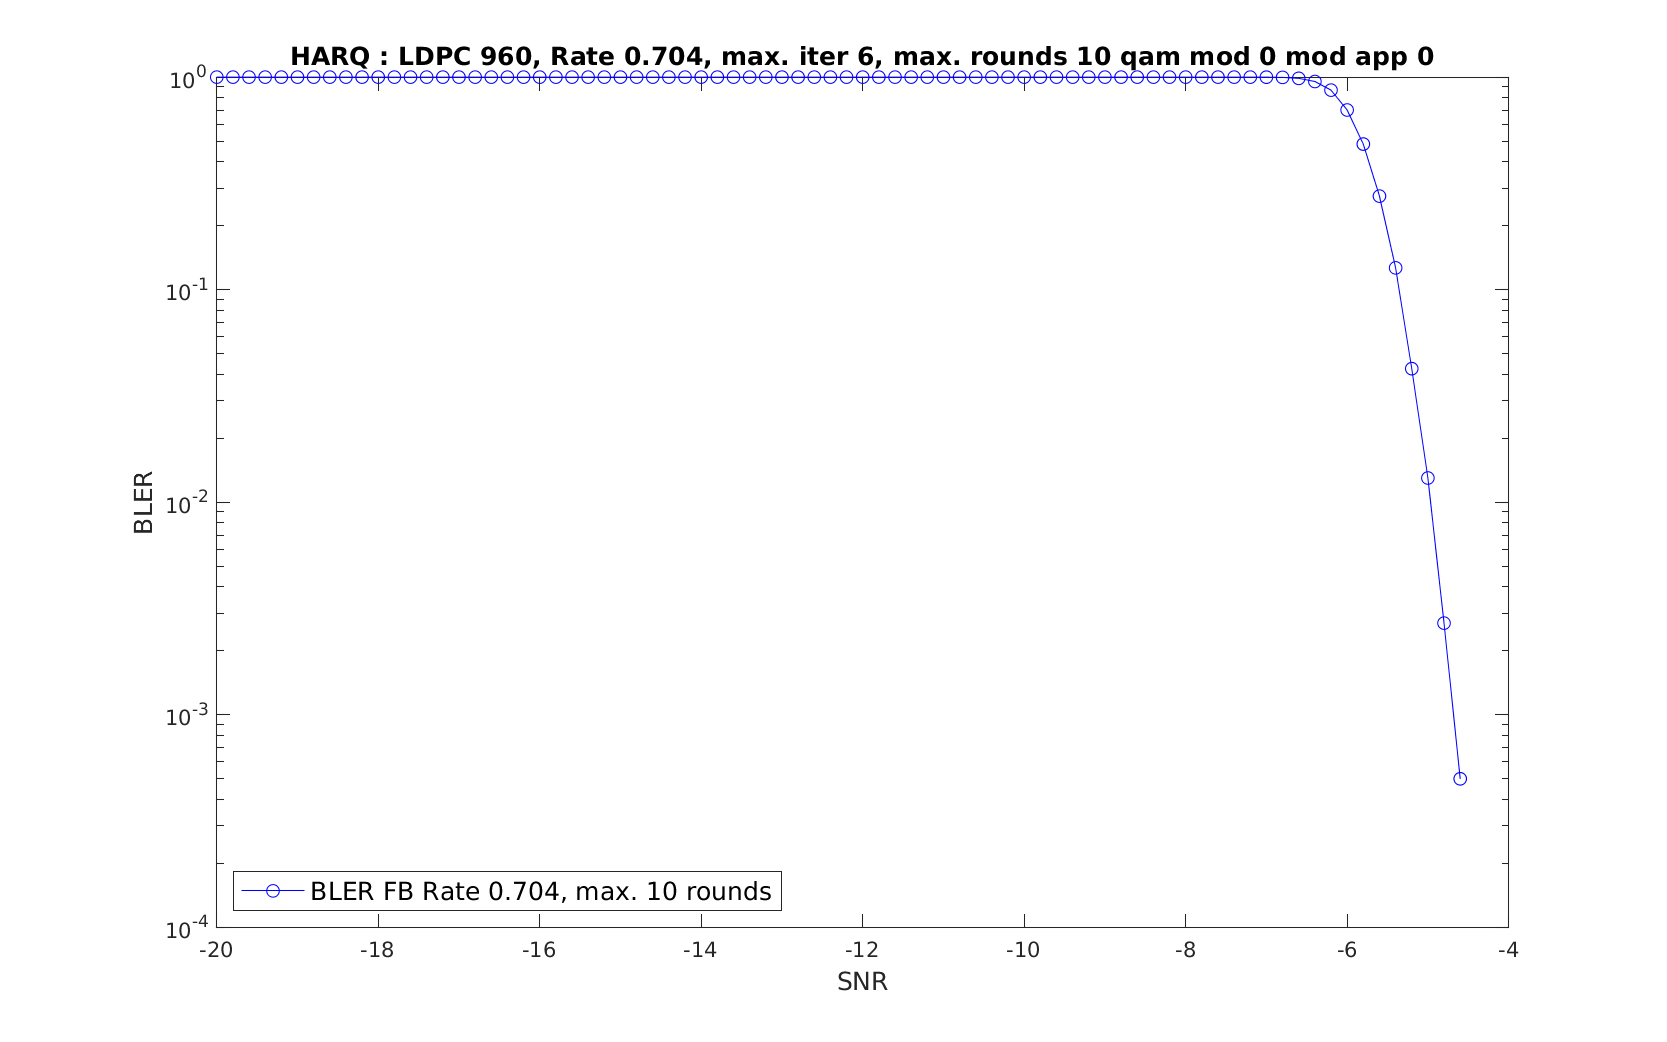 HARQ : LDPC 960, Rate 0.704, max. iter 6, max. rounds 10 qam mod 0 mod app 0
10^0
10^-1
10^-2
10^-3
10^-4
BLER
BLER FB Rate 0.704, max. 10 rounds
-20 -18 -16 -14 -12 -10 -8 -6 -4
SNR